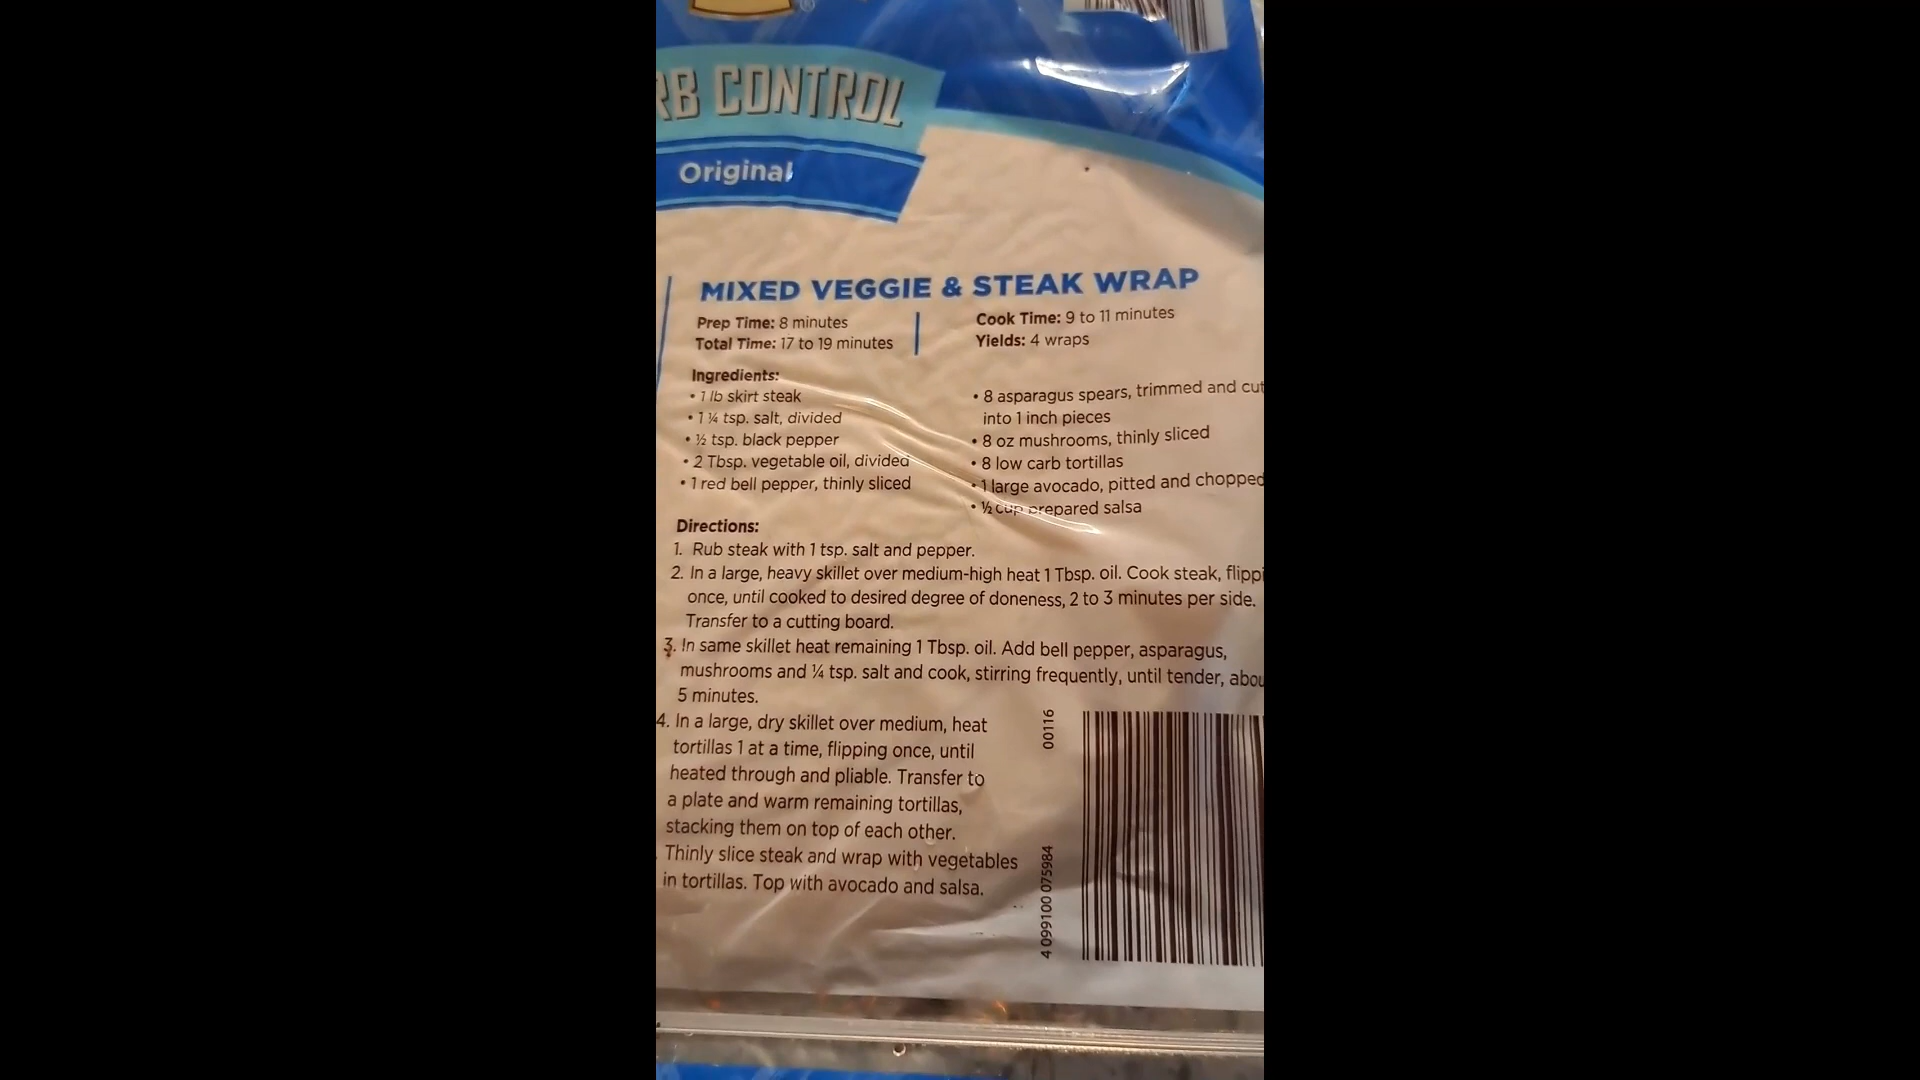 RB CONTROL
Original
MIXED VEGGIE & STEAK WRAP
Prep Time: 8 minutes
Total Time: 17 to 19 minutes
Cook Time: 9 to 11 minutes
Yields: 4 wraps
Ingredients:
• 1 lb skirt steak
• 1 ¼ tsp. salt, divided
• ½ tsp. black pepper
• 2 Tbsp. vegetable oil, divided
• 1 red bell pepper, thinly sliced
• 8 asparagus spears, trimmed and cut
into 1 inch pieces
• 8 oz mushrooms, thinly sliced
• 8 low carb tortillas
• 1 large avocado, pitted and chopped
• ½ cup prepared salsa
Directions:
1. Rub steak with 1 tsp. salt and pepper.
2. In a large, heavy skillet over medium-high heat 1 Tbsp. oil. Cook steak, flippi
once, until cooked to desired degree of doneness, 2 to 3 minutes per side.
Transfer to a cutting board.
3. In same skillet heat remaining 1 Tbsp. oil. Add bell pepper, asparagus,
mushrooms and ¼ tsp. salt and cook, stirring frequently, until tender, abou
5 minutes.
4. In a large, dry skillet over medium, heat
tortillas 1 at a time, flipping once, until
heated through and pliable. Transfer to
a plate and warm remaining tortillas,
stacking them on top of each other.
Thinly slice steak and wrap with vegetables
in tortillas. Top with avocado and salsa.
00116
4 099100 075984